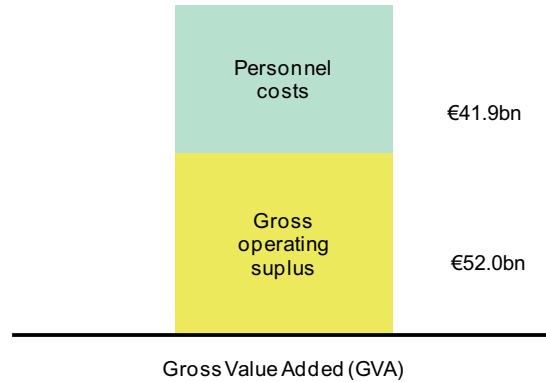 Personnel
costs
€41.9bn
Gross
operating
suplus
€52.0bn
Gross Value Added (GVA)